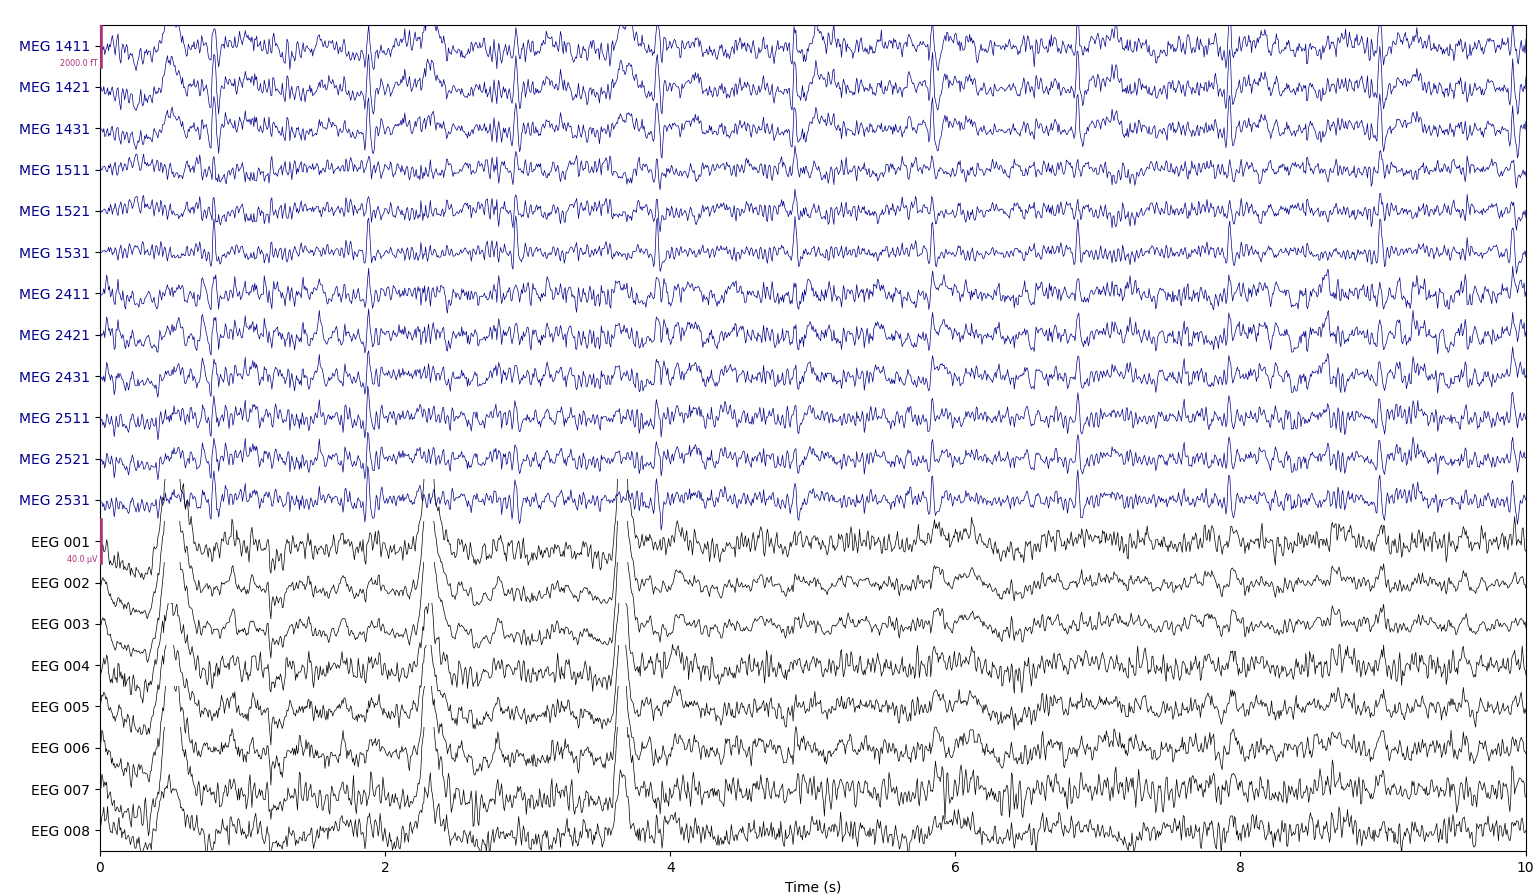 MEG 1411
2000.0 fT
MEG 1421
MEG 1431
MEG 1511
MEG 1521
MEG 1531
MEG 2411
MEG 2421
MEG 2431
MEG 2511
MEG 2521
MEG 2531
EEG 001
40.0 µV
EEG 002
EEG 003
EEG 004
EEG 005
EEG 006
EEG 007
EEG 008
0 2 4 6 8 10
Time (s)